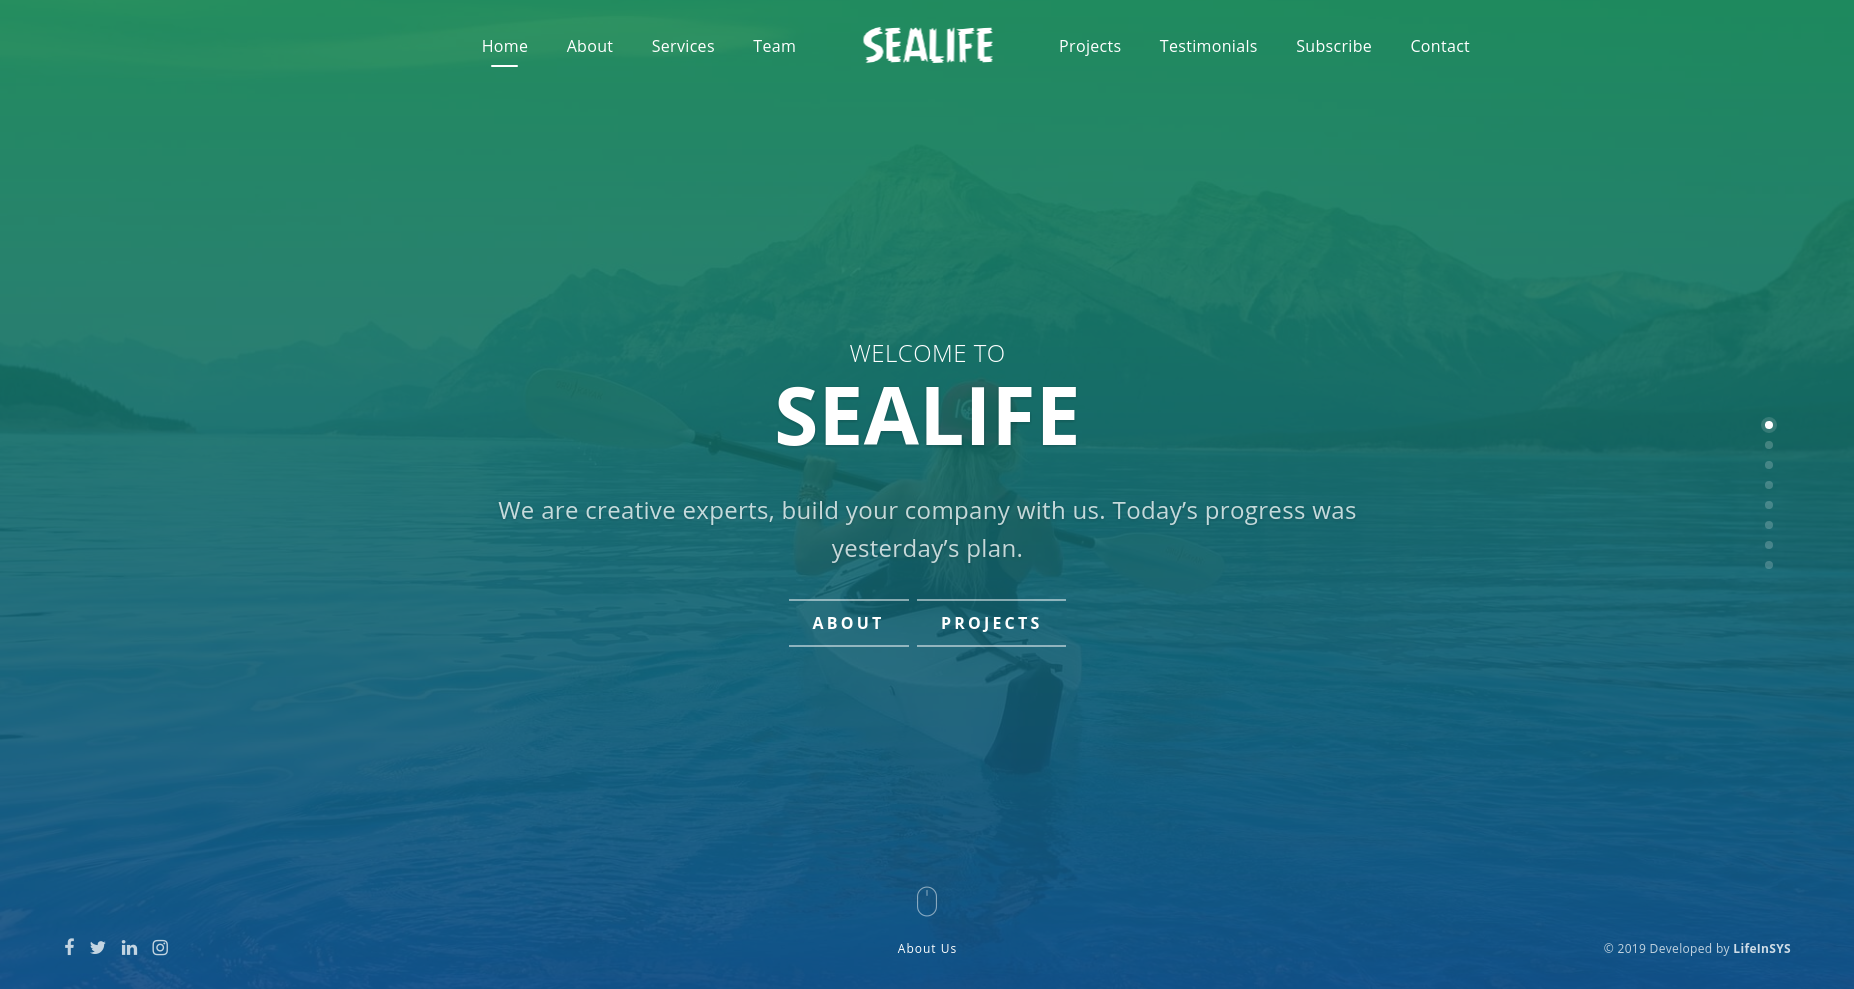 Home About Services Team SEALIFE Projects Testimonials Subscribe Contact
WELCOME TO
SEALIFE
We are creative experts, build your company with us. Today’s progress was
yesterday’s plan.
ABOUT PROJECTS
About Us
© 2019 Developed by LifeInSYS